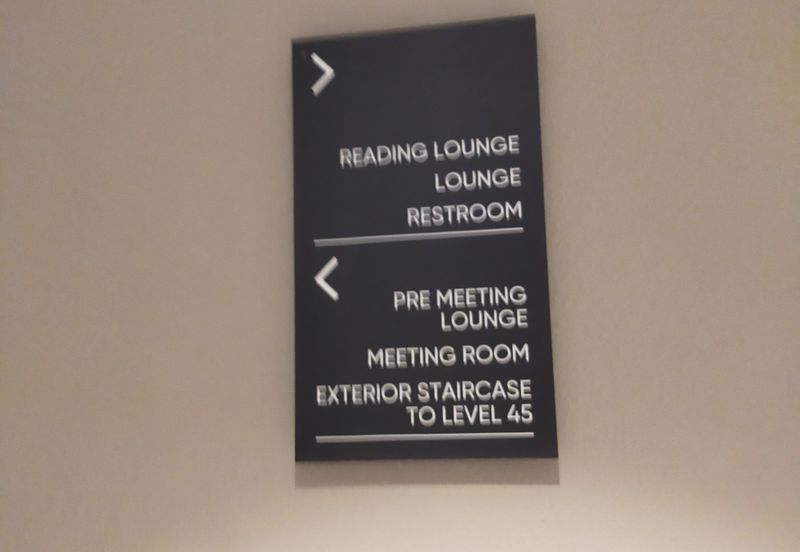 READING LOUNGE
LOUNGE
RESTROOM
PRE MEETING
LOUNGE
MEETING ROOM
EXTERIOR STAIRCASE
TO LEVEL 45